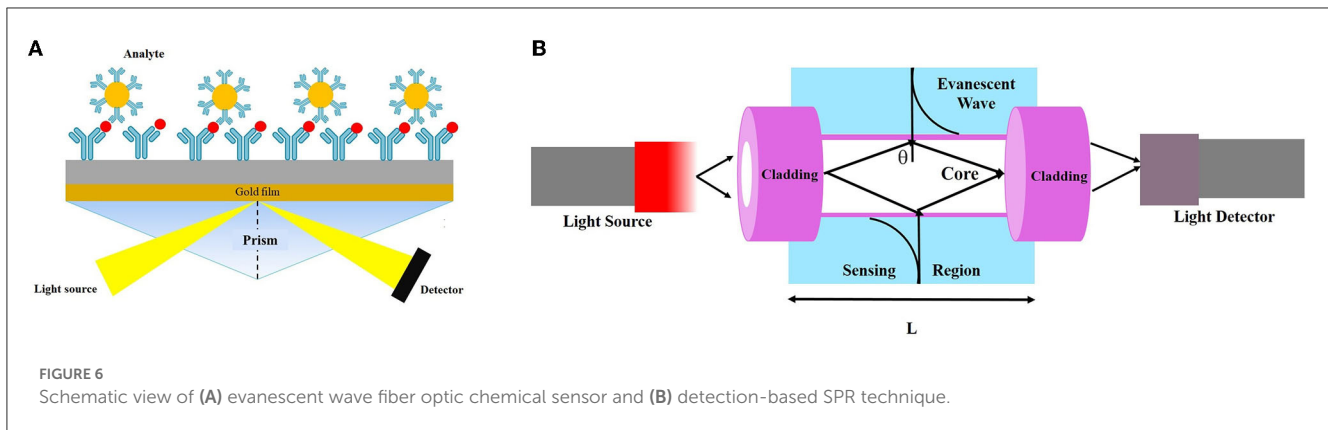 A
Analyte
Gold film
Prism
Light source
Detector
B
Evanescent
Wave
θ
Cladding
Core
Cladding
Light Source
Light Detector
Sensing Region
L
FIGURE 6
Schematic view of (A) evanescent wave fiber optic chemical sensor and (B) detection-based SPR technique.